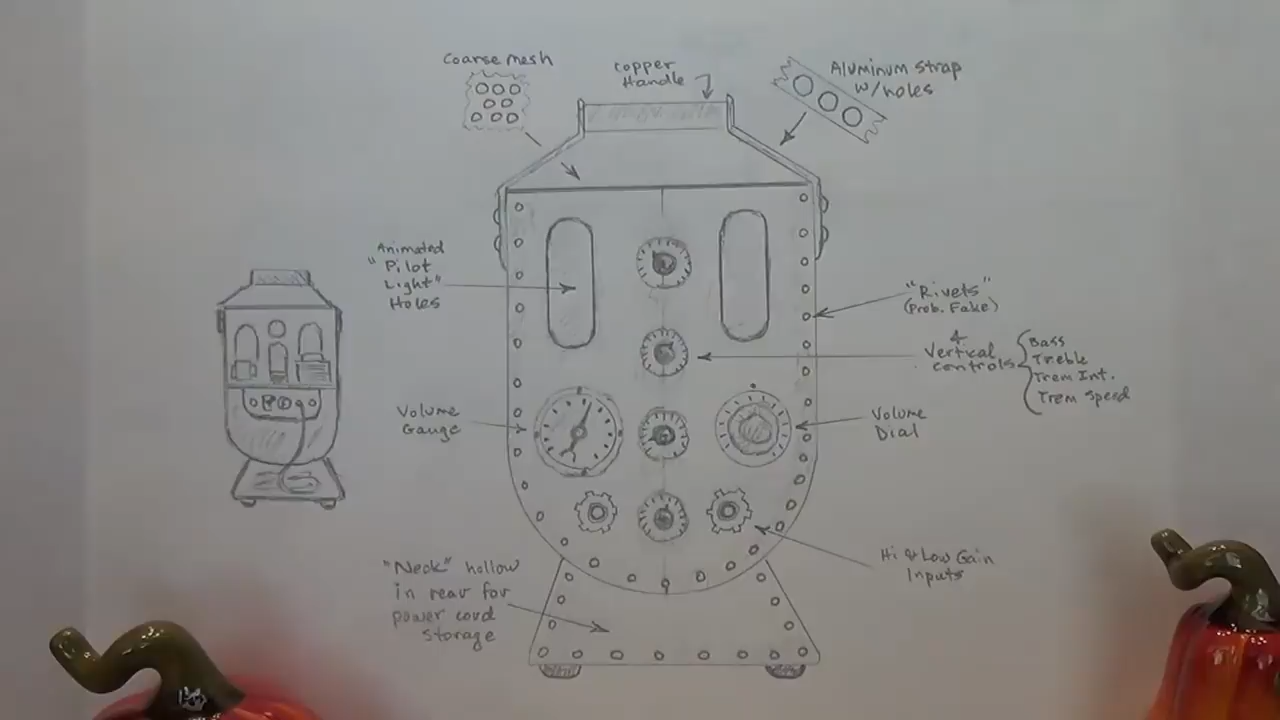 Coarse mesh
Copper
Handle
Aluminum Strap
w/holes
Animated
"Pilot
Light"
Holes
"Rivets"
(Prob. Fake)
4
Vertical
controls
Bass
Treble
Trem Int.
Trem Speed
Volume
Gauge
Volume
Dial
Hi & Low Gain
Inputs
"Neck" hollow
in rear for
power cord
storage